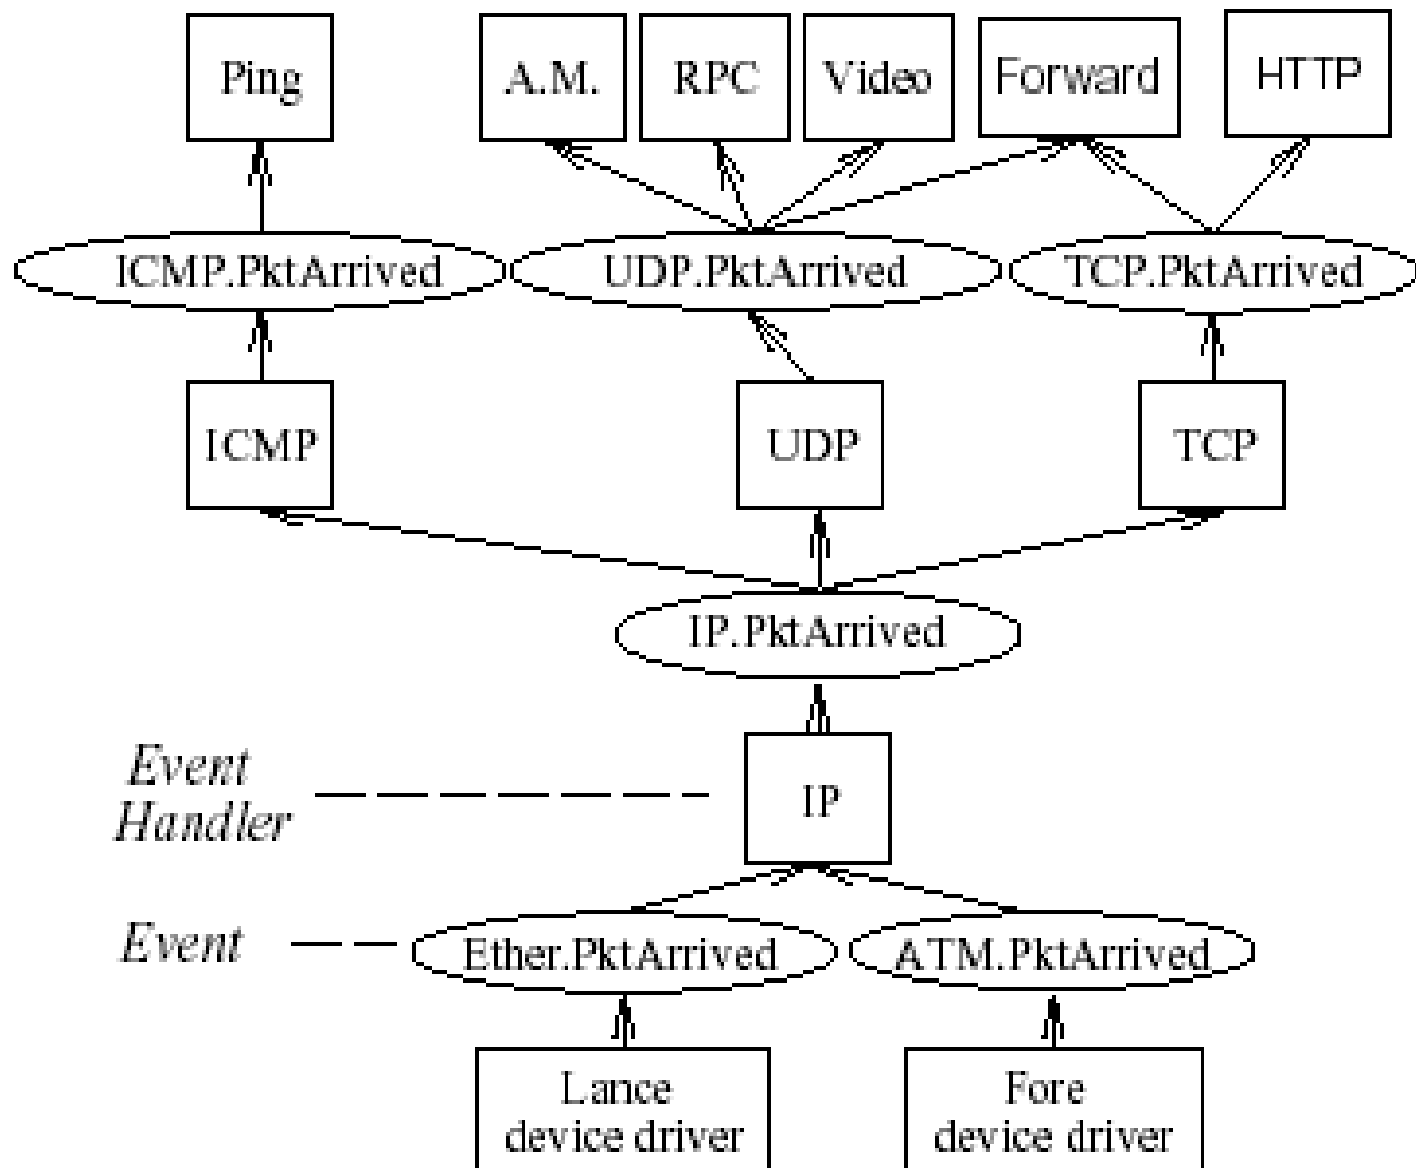 Ping
A.M.
RPC
Video
Forward
HTTP
ICMP.PktArrived
UDP.PktArrived
TCP.PktArrived
ICMP
UDP
TCP
IP.PktArrived
Event
Handler
IP
Event
Ether.PktArrived
ATM.PktArrived
Lance
device driver
Fore
device driver